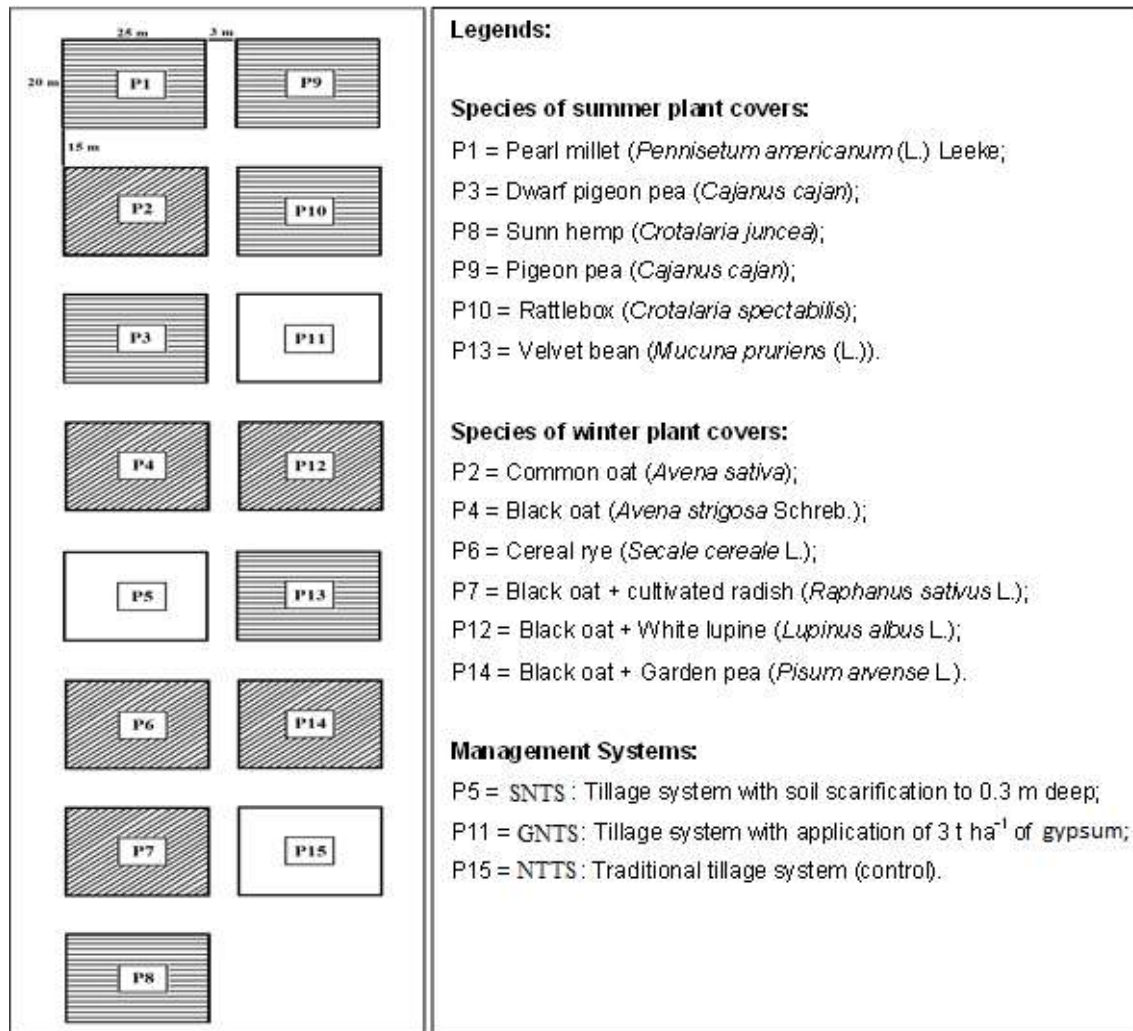 25 m
3 m
20 m
P1
P9
15 m
P2
P10
P3
P11
P4
P12
P5
P13
P6
P14
P7
P15
P8
Legends:
Species of summer plant covers:
P1 = Pearl millet (Pennisetum americanum (L.) Leeke;
P3 = Dwarf pigeon pea (Cajanus cajan);
P8 = Sunn hemp (Crotalaria juncea);
P9 = Pigeon pea (Cajanus cajan);
P10 = Rattlebox (Crotalaria spectabilis);
P13 = Velvet bean (Mucuna pruriens (L.)).
Species of winter plant covers:
P2 = Common oat (Avena sativa);
P4 = Black oat (Avena strigosa Schreb.);
P6 = Cereal rye (Secale cereale L.);
P7 = Black oat + cultivated radish (Raphanus sativus L.);
P12 = Black oat + White lupine (Lupinus albus L.);
P14 = Black oat + Garden pea (Pisum arvense L.).
Management Systems:
P5 = SNTS : Tillage system with soil scarification to 0.3 m deep;
P11 = GNTS : Tillage system with application of 3 t ha⁻¹ of gypsum;
P15 = NTTS : Traditional tillage system (control).